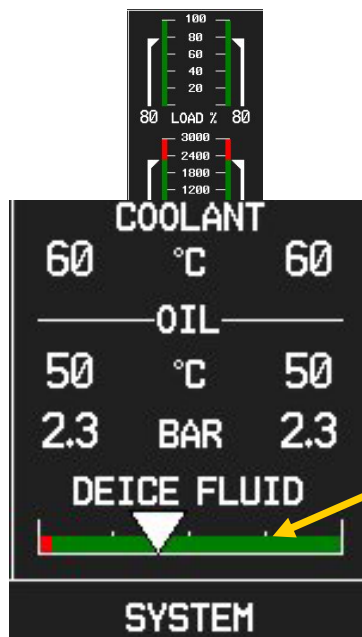 100
80
60
40
20
80 LOAD % 80
3000
2400
1800
1200
COOLANT
60 °C 60
OIL
50 °C 50
2.3 BAR 2.3
DEICE FLUID
SYSTEM